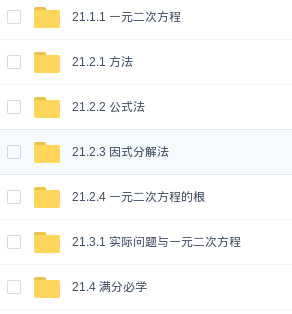 21.1.1 一元二次方程
21.2.1 方法
21.2.2 公式法
21.2.3 因式分解法
21.2.4 一元二次方程的根
21.3.1 实际问题与一元二次方程
21.4 满分必学